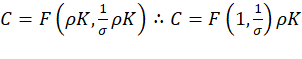 C = F(ρK, 1/σ ρK) ∴ C = F(1, 1/σ) ρK